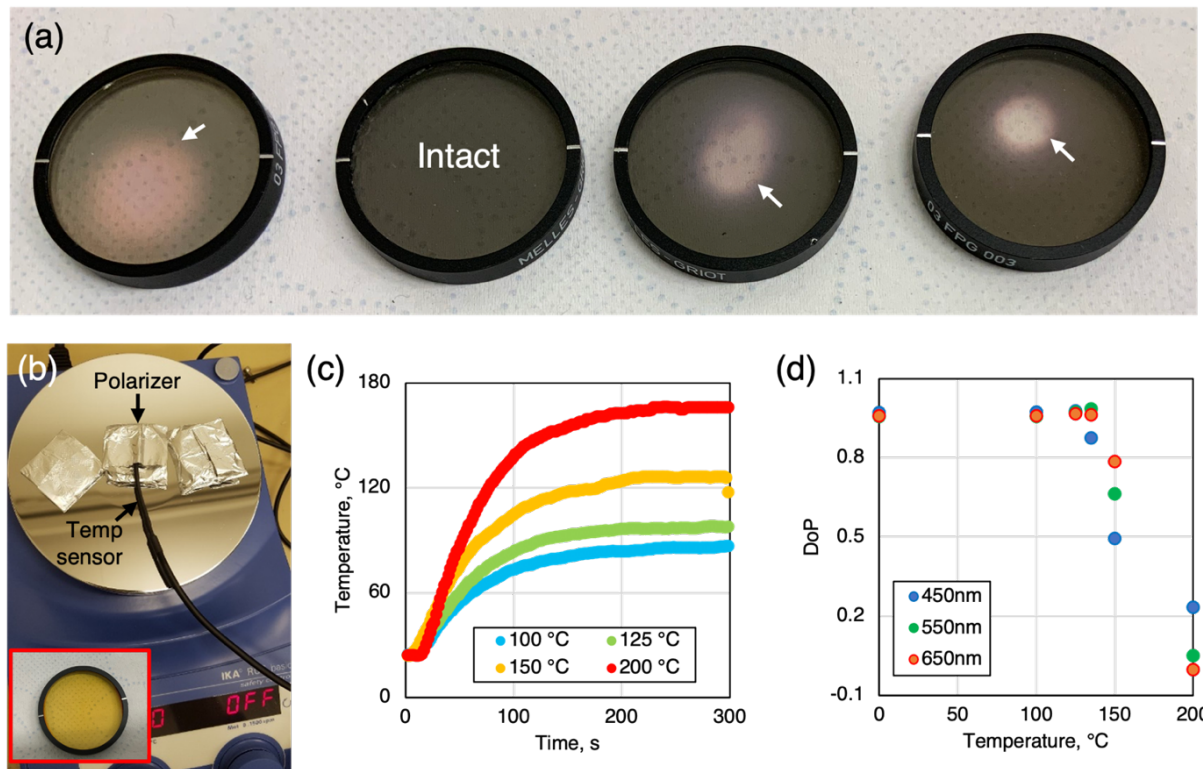 (a)
Intact
03 FPG
MELLES
GRIOT
03 FPG 003
(b)
Polarizer
Temp
sensor
IKA
OFF
(c)
Temperature, °C
180
120
60
0
100 °C
125 °C
150 °C
200 °C
0
100
200
300
Time, s
(d)
DoP
1.1
0.8
0.5
0.2
-0.1
450nm
550nm
650nm
0
50
100
150
200
Temperature, °C